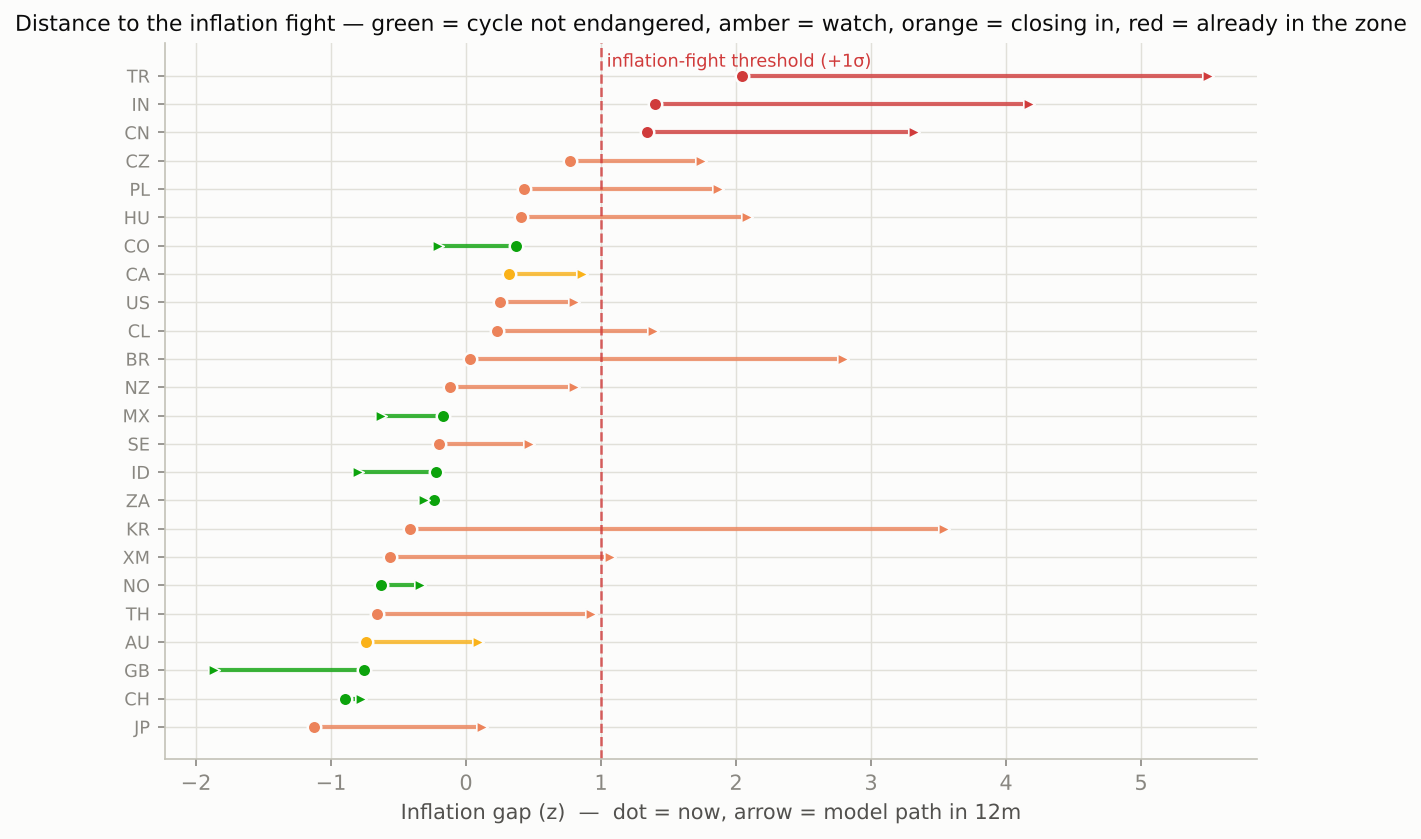 Distance to the inflation fight — green = cycle not endangered, amber = watch, orange = closing in, red = already in the zone
inflation-fight threshold (+1σ)
TR
IN
CN
CZ
PL
HU
CO
CA
US
CL
BR
NZ
MX
SE
ID
ZA
KR
XM
NO
TH
AU
GB
CH
JP
−2 −1 0 1 2 3 4 5
Inflation gap (z) — dot = now, arrow = model path in 12m